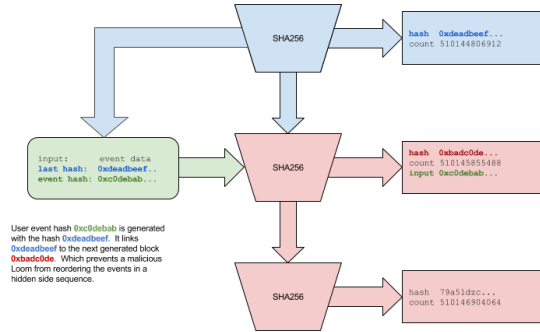 SHA256
hash 0xdeadbeef...
count 510144806912
input: event data
last hash: 0xdeadbeef..
event hash: 0xc0debab...
SHA256
hash 0xbadc0de...
count 510145855488
input 0xc0debab...
User event hash 0xc0debab is generated
with the hash 0xdeadbeef. It links
0xdeadbeef to the next generated block
0xbadc0de. Which prevents a malicious
Loom from reordering the events in a
hidden side sequence.
SHA256
hash 79a51dzc...
count 510146904064